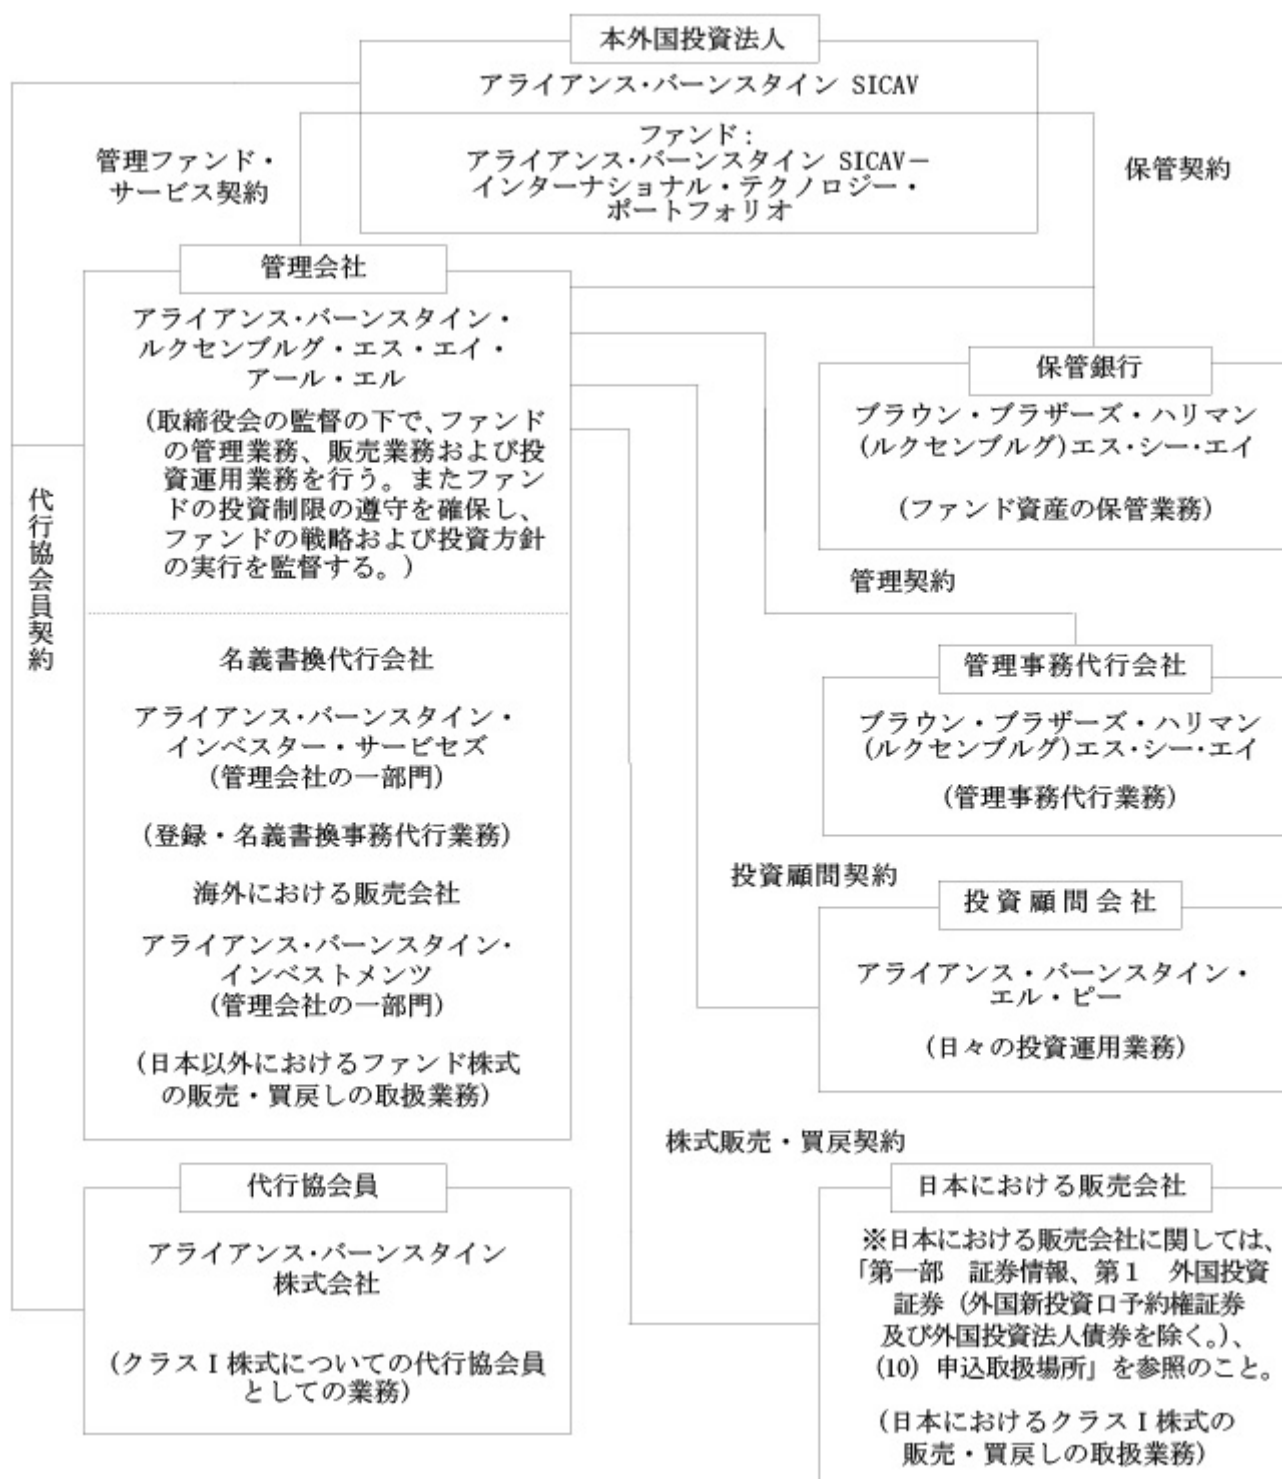 本外国投資法人
アライアンス・バーンスタイン SICAV
ファンド：
アライアンス・バーンスタイン SICAV－
インターナショナル・テクノロジー・
ポートフォリオ
管理ファンド・
サービス契約
保管契約
管理会社
アライアンス・バーンスタイン・
ルクセンブルグ・エス・エイ・
アール・エル
(取締役会の監督の下で、ファンド
の管理業務、販売業務および投
資運用業務を行う。またファン
ドの投資制限の遵守を確保し、
ファンドの戦略および投資方針
の実行を監督する。)
名義書換代行会社
アライアンス・バーンスタイン・
インベスター・サービセズ
(管理会社の一部門)
(登録・名義書換事務代行業務)
海外における販売会社
アライアンス・バーンスタイン・
インベストメンツ
(管理会社の一部門)
(日本以外におけるファンド株式
の販売・買戻しの取扱業務)
代行協会員契約
代行協会員
アライアンス・バーンスタイン
株式会社
(クラスＩ株式についての代行協会員
としての業務)
保管銀行
ブラウン・ブラザーズ・ハリマン
(ルクセンブルグ)エス・シー・エイ
(ファンド資産の保管業務)
管理契約
管理事務代行会社
ブラウン・ブラザーズ・ハリマン
(ルクセンブルグ)エス・シー・エイ
(管理事務代行業務)
投資顧問契約
投資顧問会社
アライアンス・バーンスタイン・
エル・ピー
(日々の投資運用業務)
株式販売・買戻契約
日本における販売会社
※日本における販売会社に関しては、
「第一部　証券情報、第１　外国投資
証券（外国新投資口予約権証券
及び外国投資法人債券を除く。）、
(10) 申込取扱場所」を参照のこと。
(日本におけるクラスＩ株式の
販売・買戻しの取扱業務)